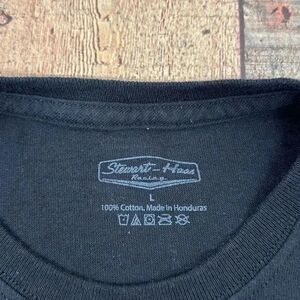 Stewart-Haas
Racing
L
100% Cotton, Made in Honduras